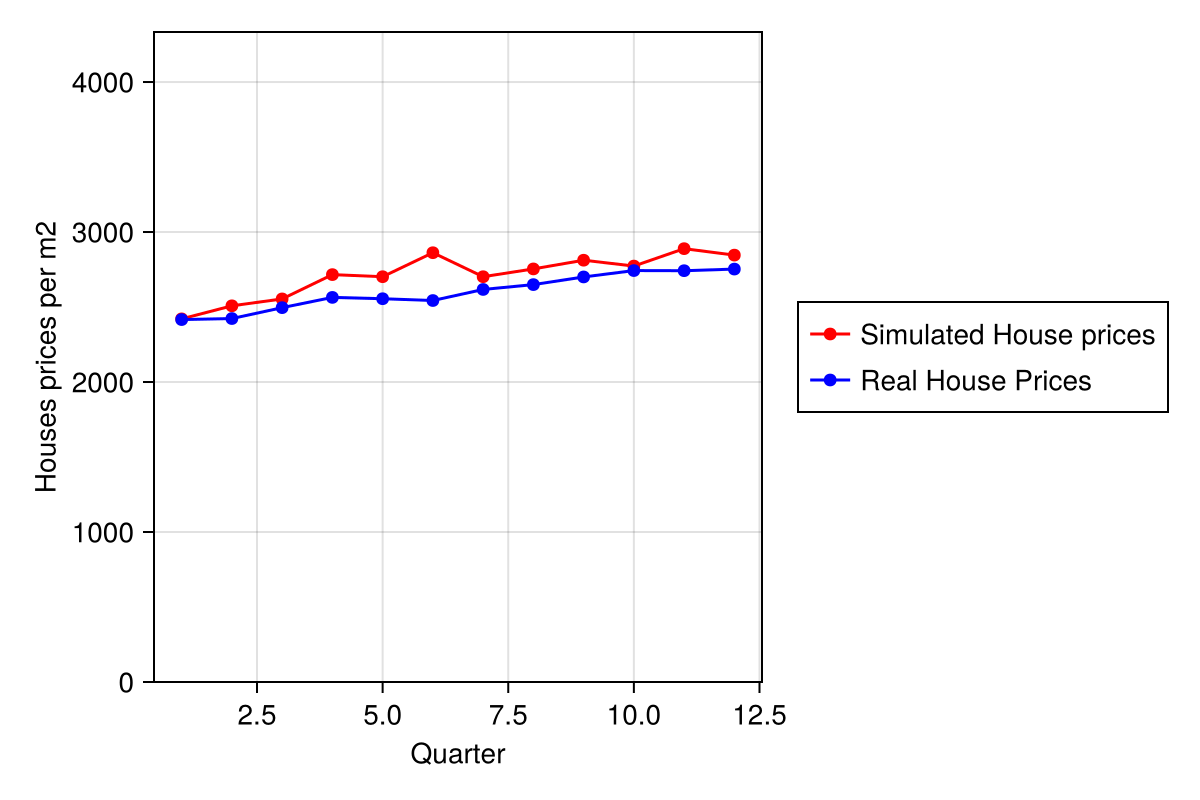 4000
3000
2000
1000
0
Houses prices per m2
2.5 5.0 7.5 10.0 12.5
Quarter
Simulated House prices
Real House Prices